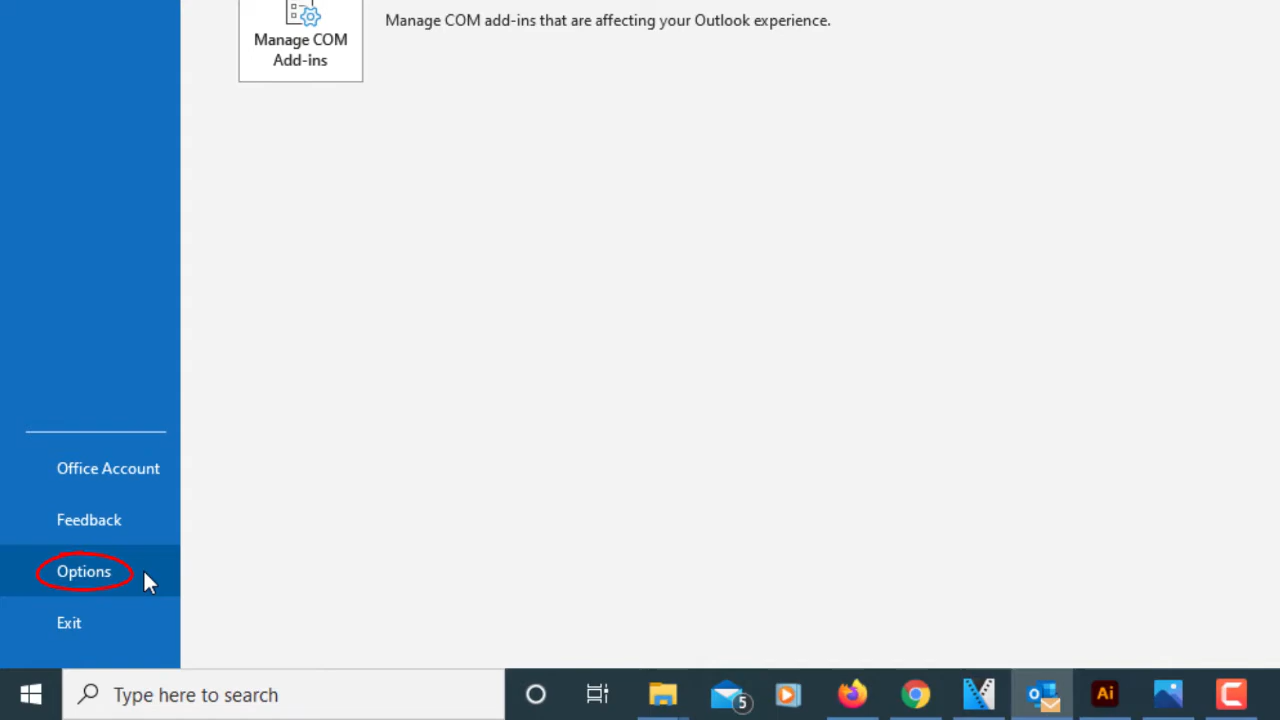 Manage COM add-ins that are affecting your Outlook experience.
Manage COM
Add-ins
Office Account
Feedback
Options
Exit
Type here to search
5
Ai